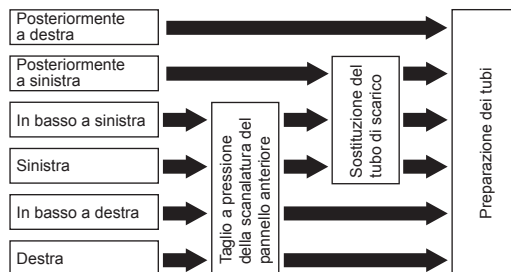 Posteriormente
a destra
Posteriormente
a sinistra
In basso a sinistra
Sinistra
In basso a destra
Destra
Taglio a pressione
della scanalatura del
pannello anteriore
Sostituzione del
tubo di scarico
Preparazione dei tubi